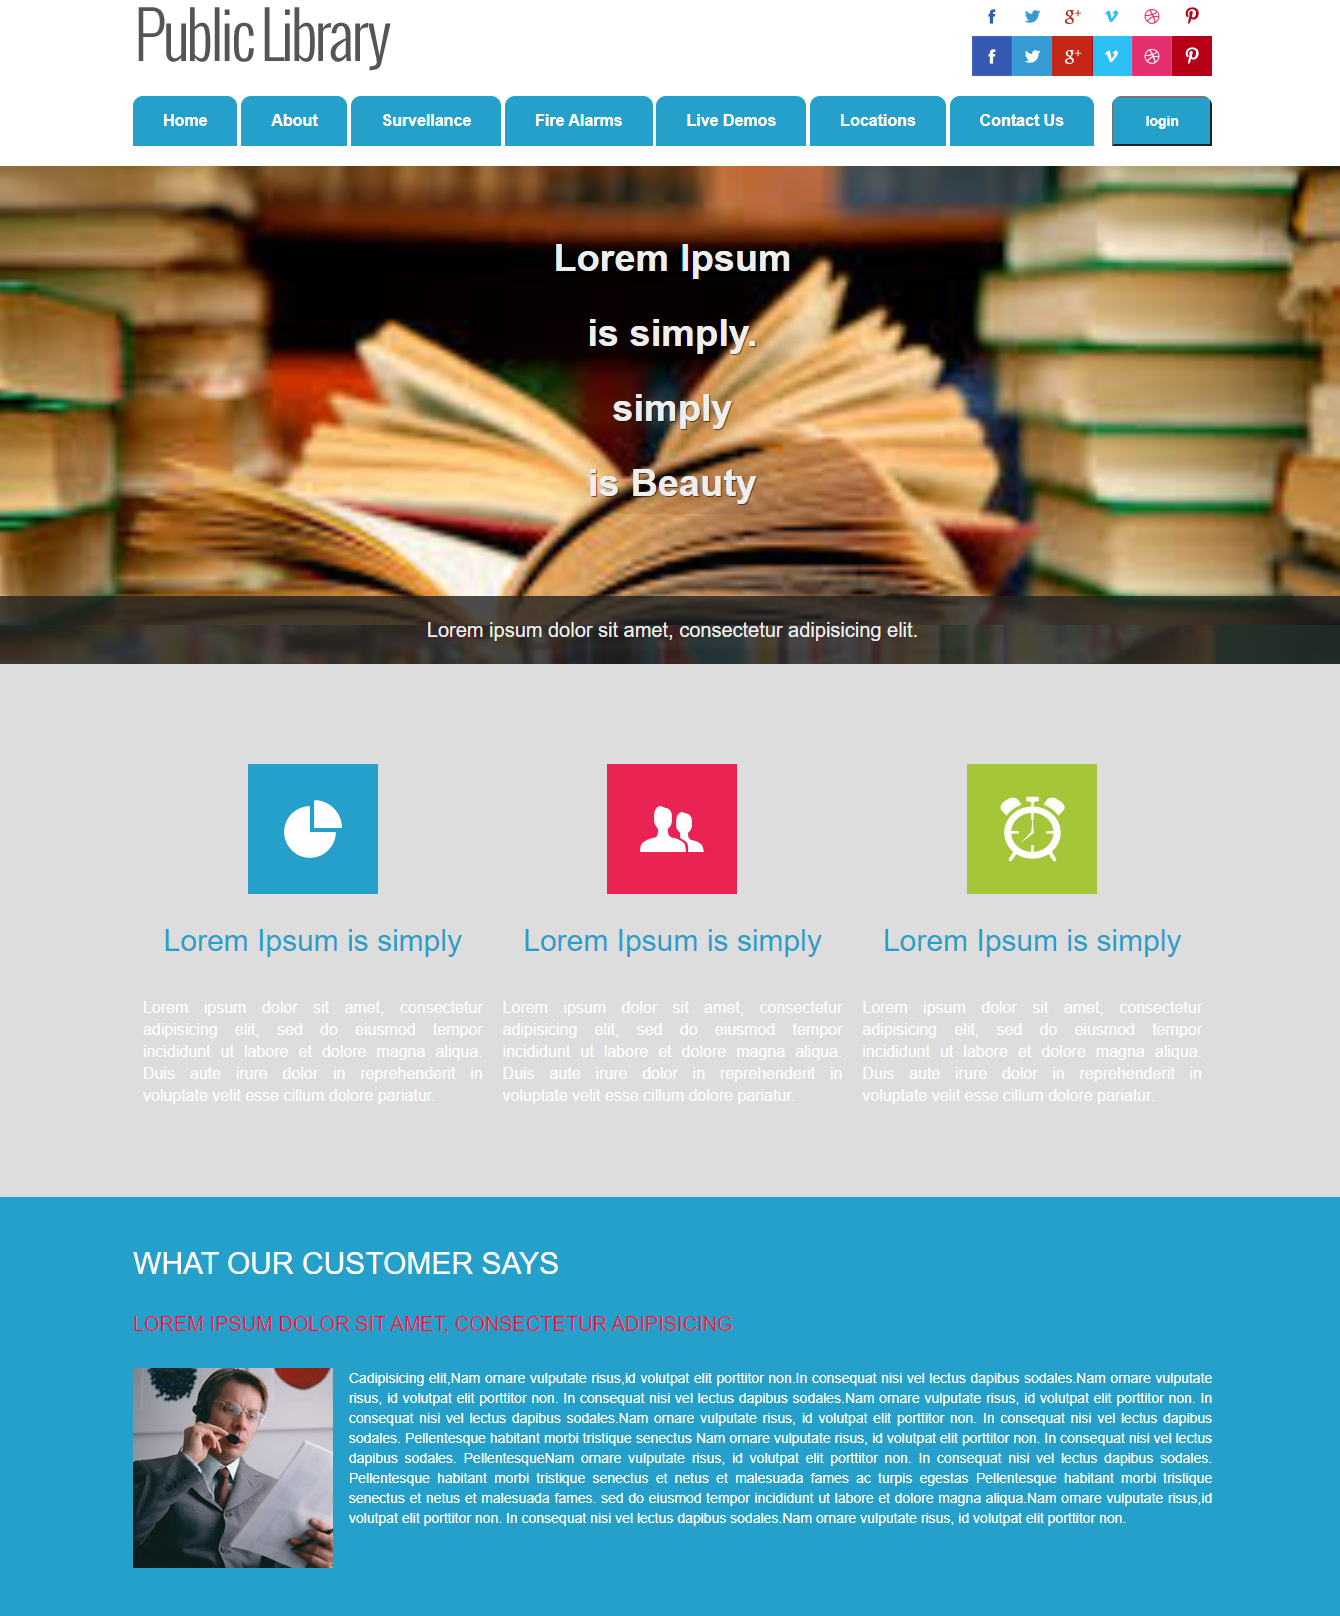 Public Library
Home About Survellance Fire Alarms Live Demos Locations Contact Us login
Lorem Ipsum
is simply.
simply
is Beauty
Lorem ipsum dolor sit amet, consectetur adipisicing elit.
Lorem Ipsum is simply
Lorem ipsum dolor sit amet, consectetur
adipisicing elit, sed do eiusmod tempor
incididunt ut labore et dolore magna aliqua.
Duis aute irure dolor in reprehenderit in
voluptate velit esse cillum dolore pariatur.
Lorem Ipsum is simply
Lorem ipsum dolor sit amet, consectetur
adipisicing elit, sed do eiusmod tempor
incididunt ut labore et dolore magna aliqua.
Duis aute irure dolor in reprehenderit in
voluptate velit esse cillum dolore pariatur.
Lorem Ipsum is simply
Lorem ipsum dolor sit amet, consectetur
adipisicing elit, sed do eiusmod tempor
incididunt ut labore et dolore magna aliqua.
Duis aute irure dolor in reprehenderit in
voluptate velit esse cillum dolore pariatur.
WHAT OUR CUSTOMER SAYS
LOREM IPSUM DOLOR SIT AMET, CONSECTETUR ADIPISICING
Cadipisicing elit,Nam ornare vulputate risus,id volutpat elit porttitor non.In consequat nisi vel lectus dapibus sodales.Nam ornare vulputate
risus, id volutpat elit porttitor non. In consequat nisi vel lectus dapibus sodales.Nam ornare vulputate risus, id volutpat elit porttitor non. In
consequat nisi vel lectus dapibus sodales.Nam ornare vulputate risus, id volutpat elit porttitor non. In consequat nisi vel lectus dapibus
sodales. Pellentesque habitant morbi tristique senectus Nam ornare vulputate risus, id volutpat elit porttitor non. In consequat nisi vel lectus
dapibus sodales. PellentesqueNam ornare vulputate risus, id volutpat elit porttitor non. In consequat nisi vel lectus dapibus sodales.
Pellentesque habitant morbi tristique senectus et netus et malesuada fames ac turpis egestas Pellentesque habitant morbi tristique
senectus et netus et malesuada fames. sed do eiusmod tempor incididunt ut labore et dolore magna aliqua.Nam ornare vulputate risus,id
volutpat elit porttitor non. In consequat nisi vel lectus dapibus sodales.Nam ornare vulputate risus, id volutpat elit porttitor non.